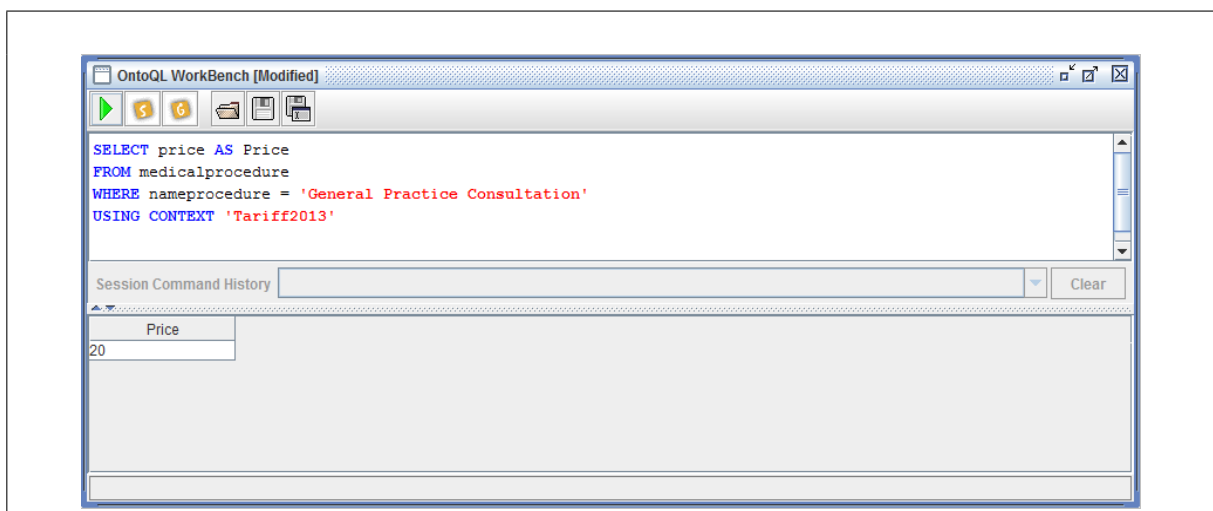 OntoQL WorkBench [Modified]
S G
SELECT price AS Price
FROM medicalprocedure
WHERE nameprocedure = 'General Practice Consultation'
USING CONTEXT 'Tariff2013'
Session Command History Clear
Price
20